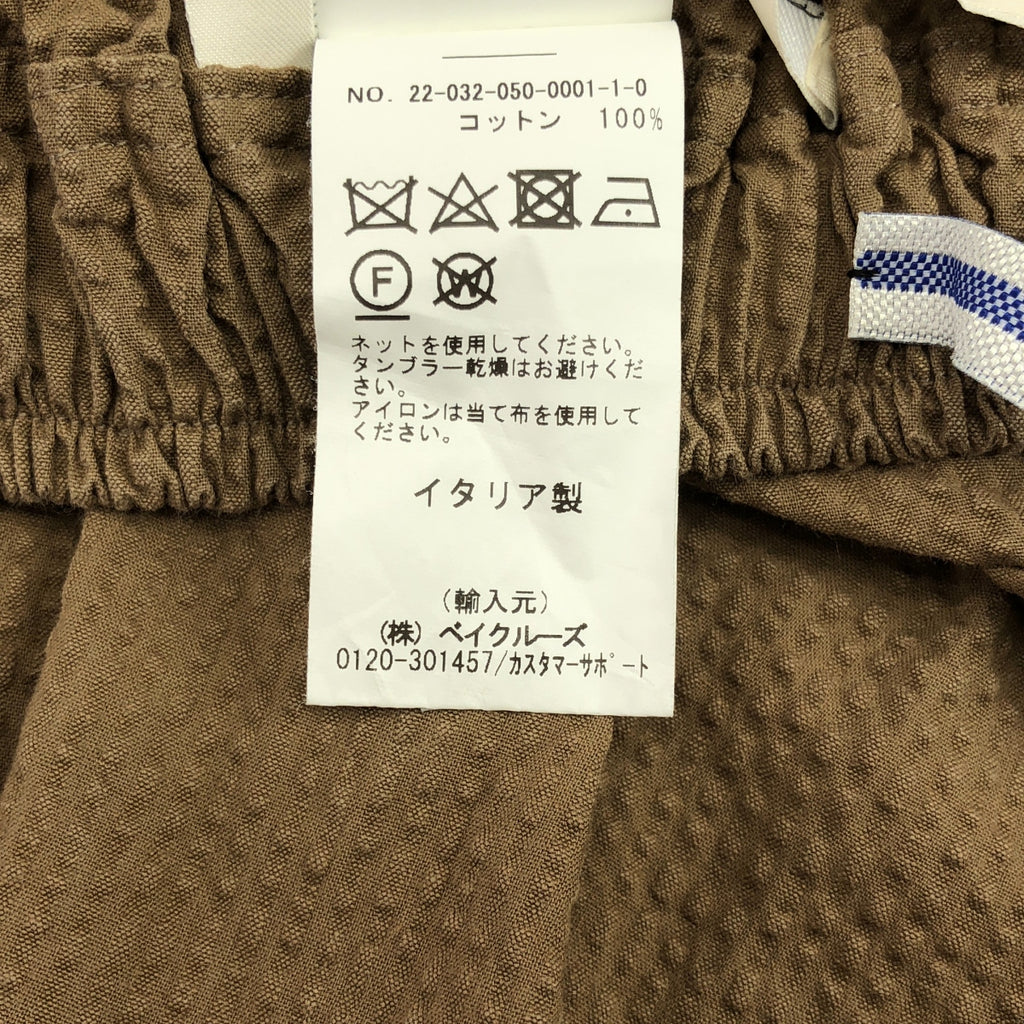 NO. 22-032-050-0001-1-0
コットン 100%
F W
ネットを使用してください。
タンブラー乾燥はお避けくだ
さい。
アイロンは当て布を使用して
ください。
イタリア製
(輸入元)
(株) ベイクルーズ
0120-301457/カスタマーサポート